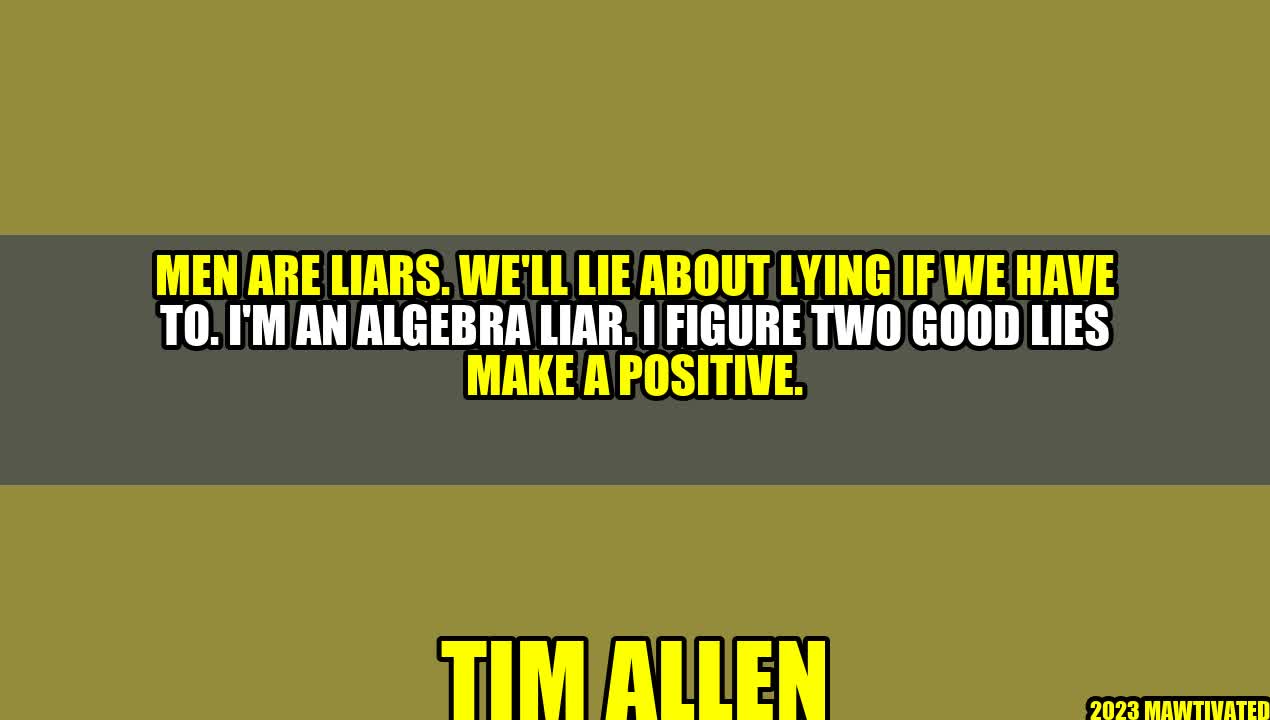 MEN ARE LIARS. WE'LL LIE ABOUT LYING IF WE HAVE
TO. I'M AN ALGEBRA LIAR. I FIGURE TWO GOOD LIES
MAKE A POSITIVE.
TIM ALLEN
2023 MAWTIVATED